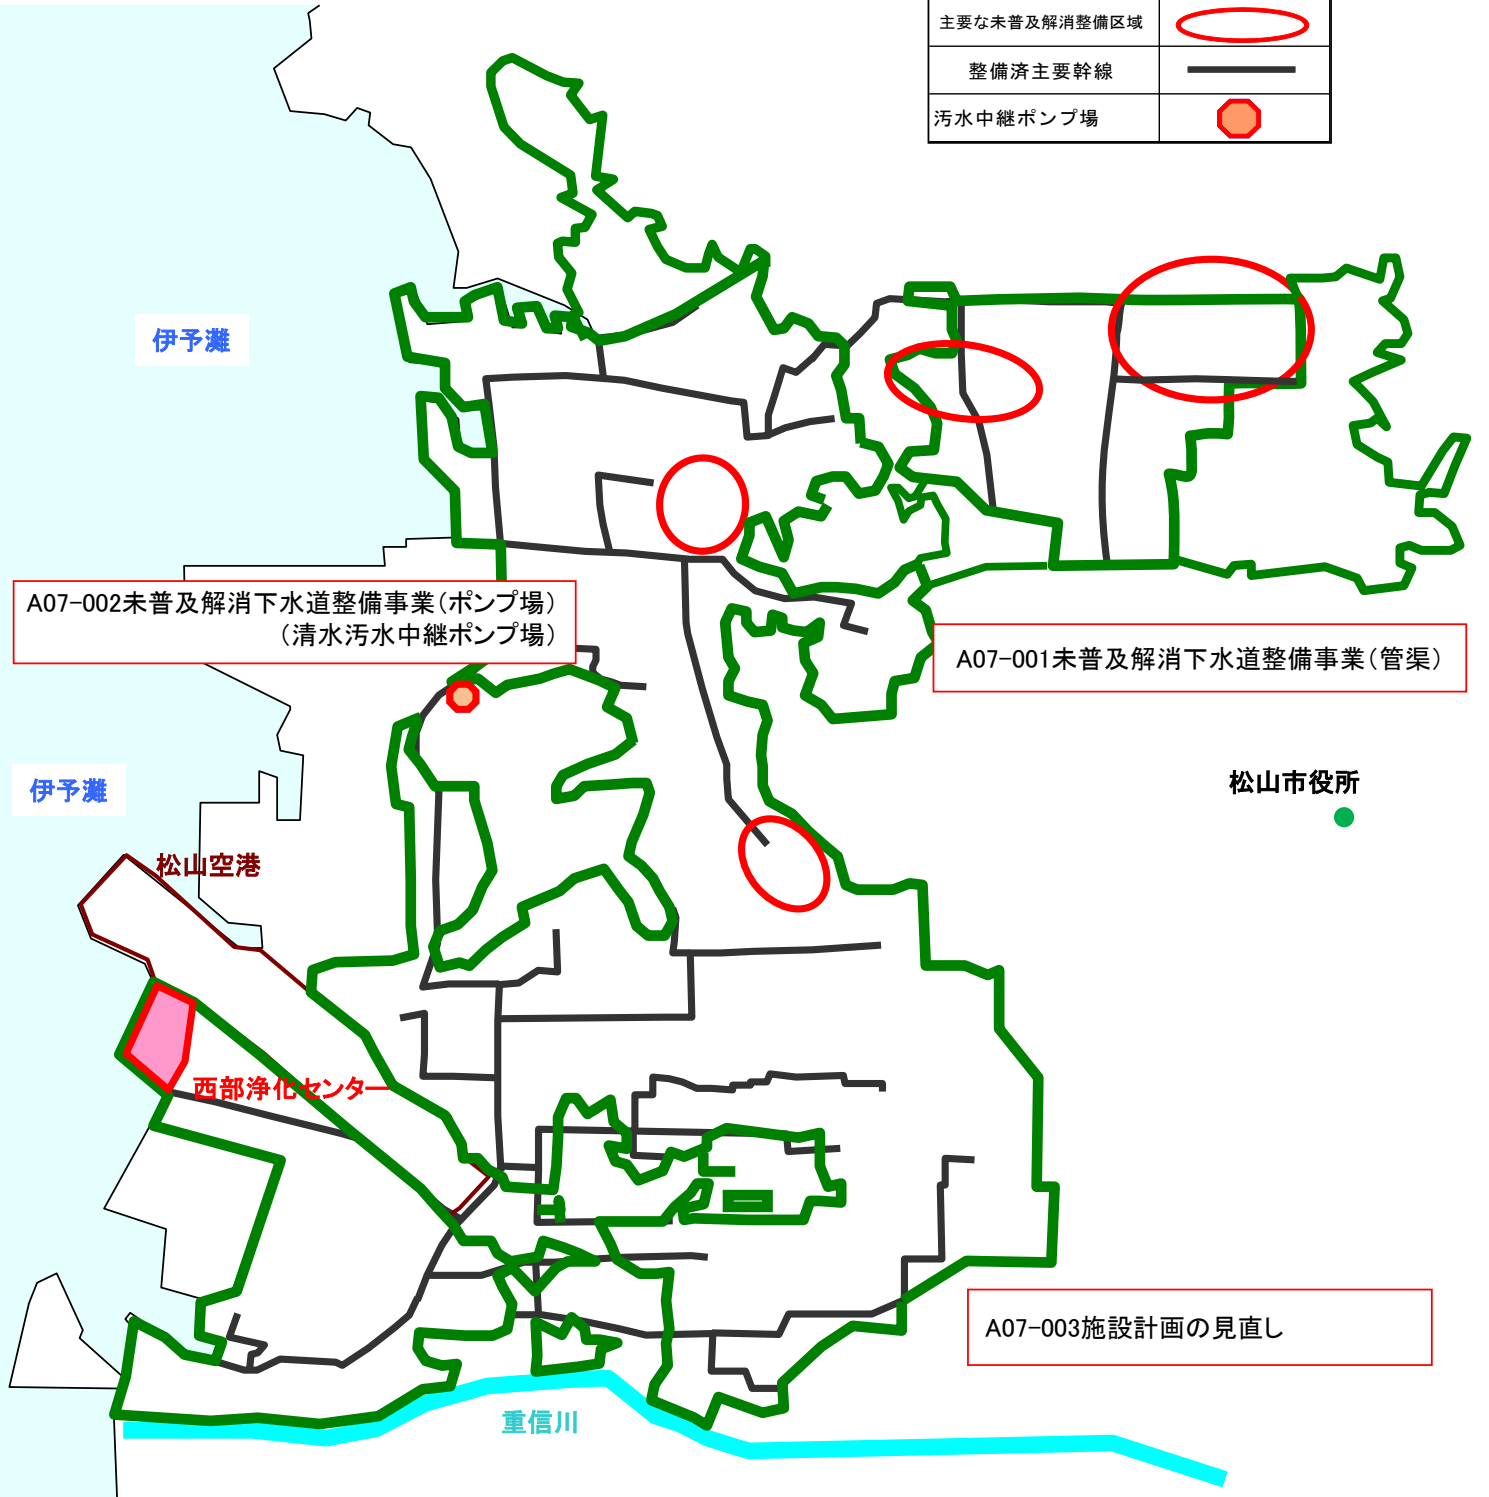 主要な未普及解消整備区域
整備済主要幹線
汚水中継ポンプ場
伊予灘
A07-002未普及解消下水道整備事業(ポンプ場)
(清水汚水中継ポンプ場)
A07-001未普及解消下水道整備事業(管渠)
伊予灘
松山市役所
松山空港
西部浄化センター
A07-003施設計画の見直し
重信川